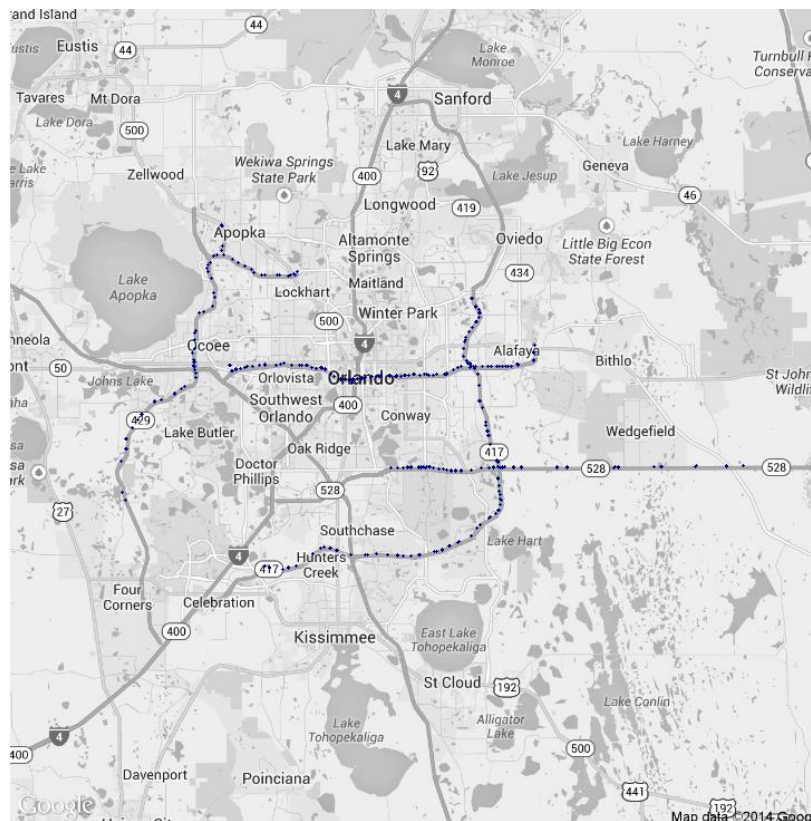 rand Island
Eustis
Eustis
44
44
Tavares
Mt Dora
Lake Dora
500
Zellwood
Lake
Monroe
4
Sanford
Turnbull
Conserva
Lake Mary
400
92
Wekiwa Springs
State Park
Lake Jesup
Lake Harney
Geneva
46
Longwood
419
Apopka
Altamonte
Springs
Oviedo
Little Big Econ
State Forest
434
Lake
Apopka
Lockhart
Maitland
500
Winter Park
4
Ocoee
Alafaya
Bithlo
50
Johns Lake
Orlovista
Orlando
St John
Wildli
Southwest
Orlando
400
Conway
429
Lake Butler
Wedgefield
Oak Ridge
417
Doctor
Phillips
528
528
528
27
Southchase
Lake Hart
4
Hunters
Creek
417
Four
Corners
Celebration
400
Kissimmee
East Lake
Tohopekaliga
St Cloud
192
Lake Conlin
Alligator
Lake
Lake
Tohopekaliga
4
400
500
Davenport
Poinciana
441
192
Google
Map data ©2014 Goog